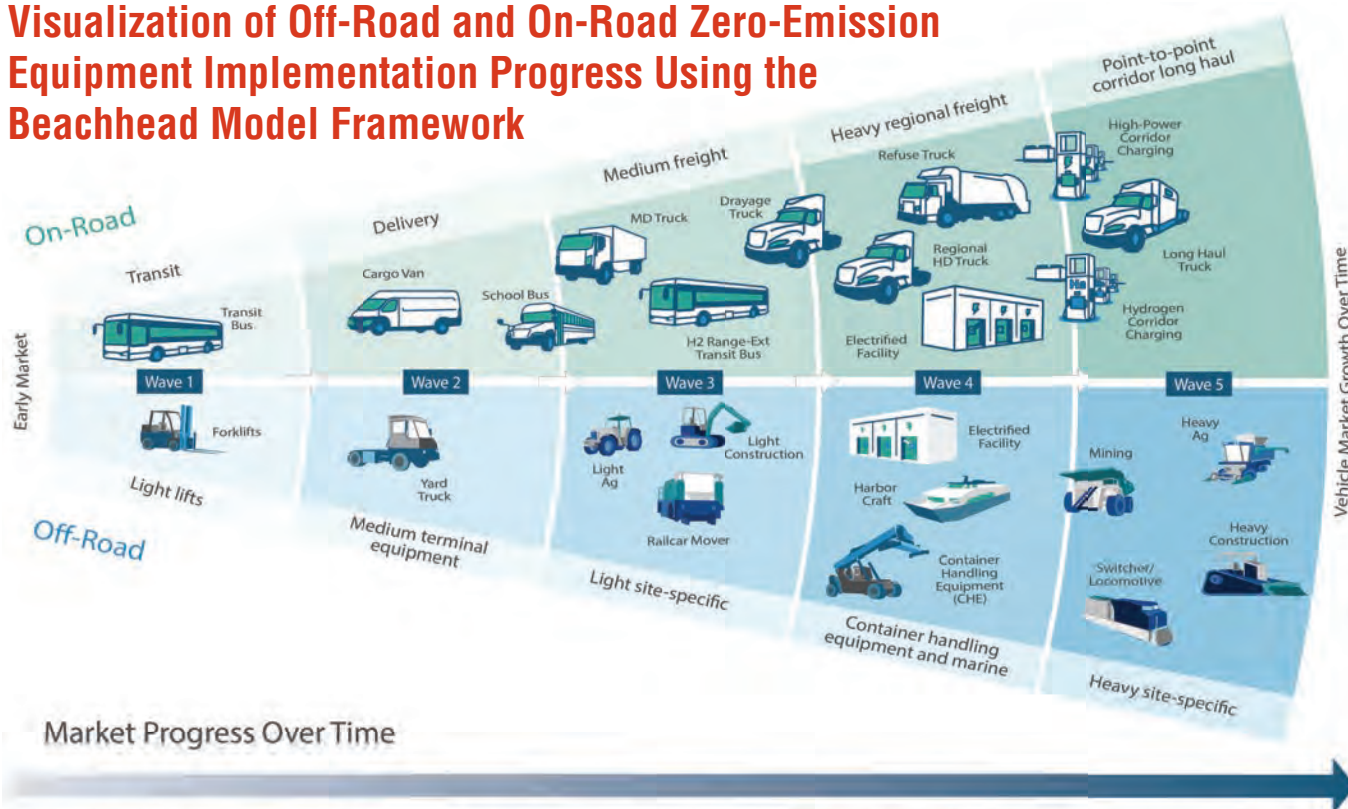 Visualization of Off-Road and On-Road Zero-Emission
Equipment Implementation Progress Using the
Beachhead Model Framework
On-Road
Transit
Delivery
Medium freight
Heavy regional freight
Point-to-point
corridor long haul
Transit
Bus
Cargo Van
School Bus
MD Truck
H2 Range-Ext
Transit Bus
Drayage
Truck
Refuse Truck
Regional
HD Truck
Electrified
Facility
High-Power
Corridor
Charging
Long Haul
Truck
Hydrogen
Corridor
Charging
Early Market
Wave 1
Wave 2
Wave 3
Wave 4
Wave 5
Vehicle Market Growth Over Time
Forklifts
Yard
Truck
Light
Ag
Light
Construction
Railcar Mover
Electrified
Facility
Harbor
Craft
Container
Handling
Equipment
(CHE)
Mining
Heavy
Ag
Heavy
Construction
Switcher/
Locomotive
Off-Road
Light lifts
Medium terminal
equipment
Light site-specific
Container handling
equipment and marine
Heavy site-specific
Market Progress Over Time